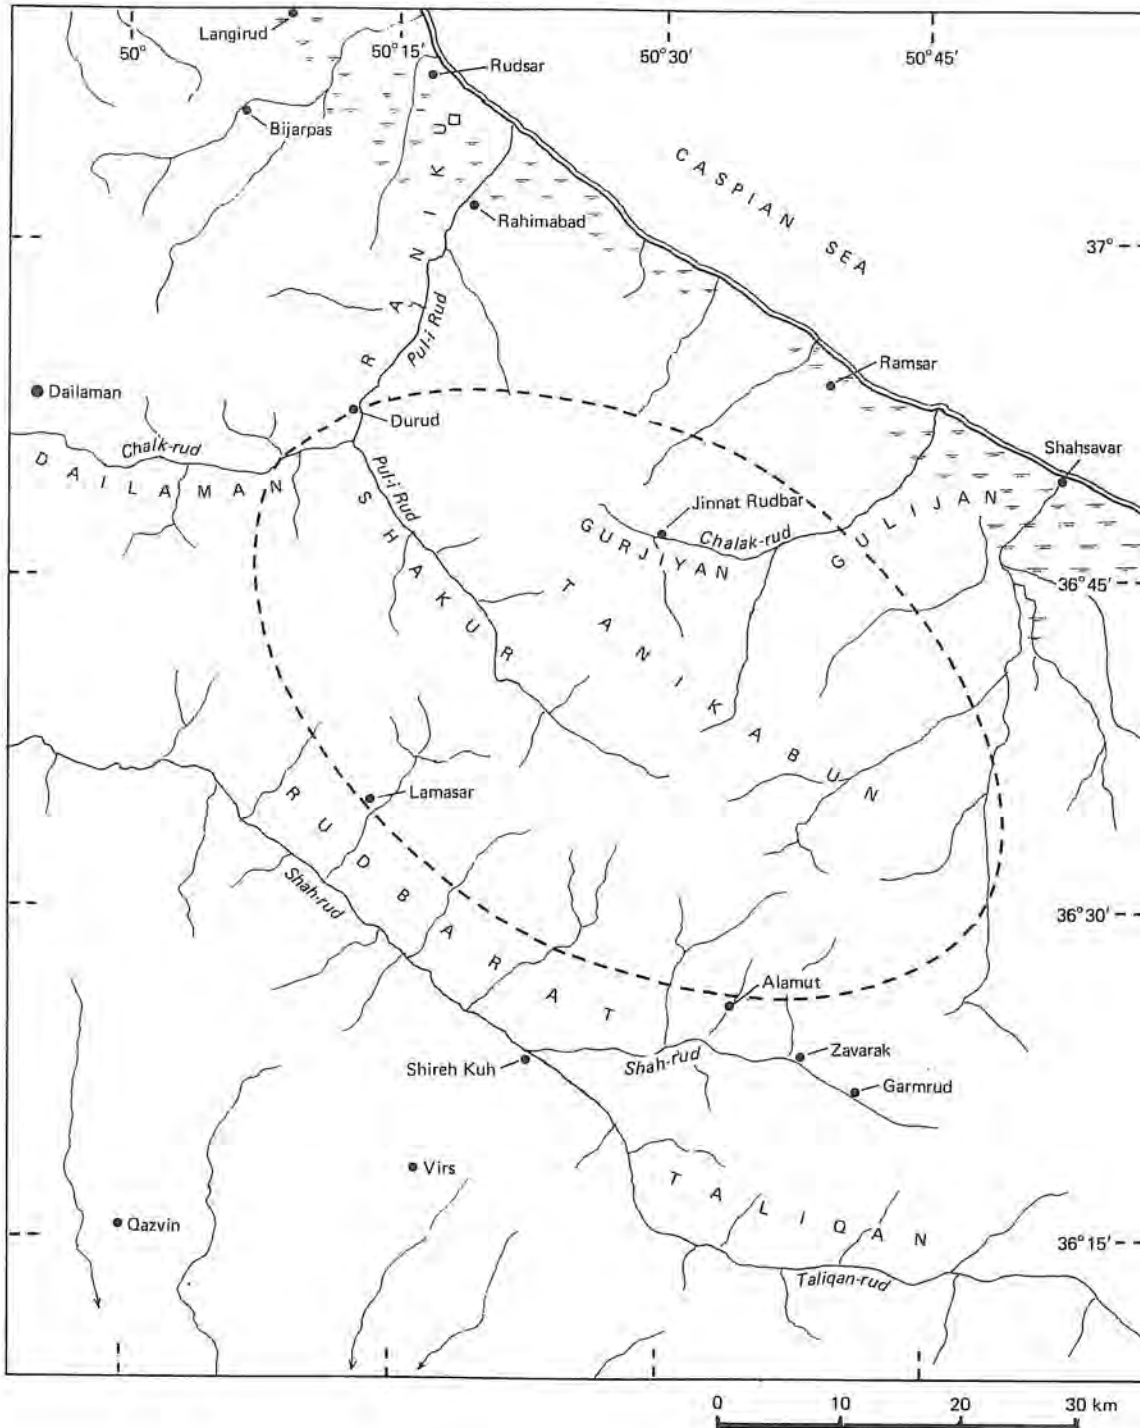 Langirud
50°
50°15'
50°30'
50°45'
Rudsar
Bijarpas
CASPIAN SEA
Rahimabad
37°
RANIKU
Pul-i Rud
Ramsar
Dailaman
Durud
Chalk-rud
Shahsavar
DAILAMAN
Pul-i Rud
Jinnat Rudbar
GULIJAN
SHAKUR
GURJIYAN
Chalak-rud
36°45'
TANIKABUN
Lamasar
RUDBARAT
Shah-rud
36°30'
Alamut
Shireh Kuh
Shah-rud
Zavarak
Garmrud
Virs
TALIQAN
Qazvin
36°15'
Taliqan-rud
0 10 20 30 km